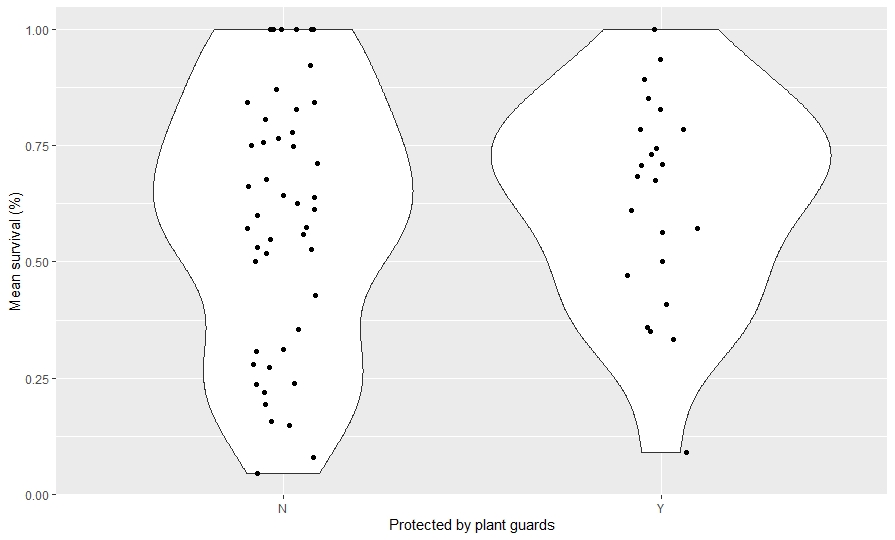 1.00
0.75
0.50
0.25
0.00
Mean survival (%)
N
Y
Protected by plant guards